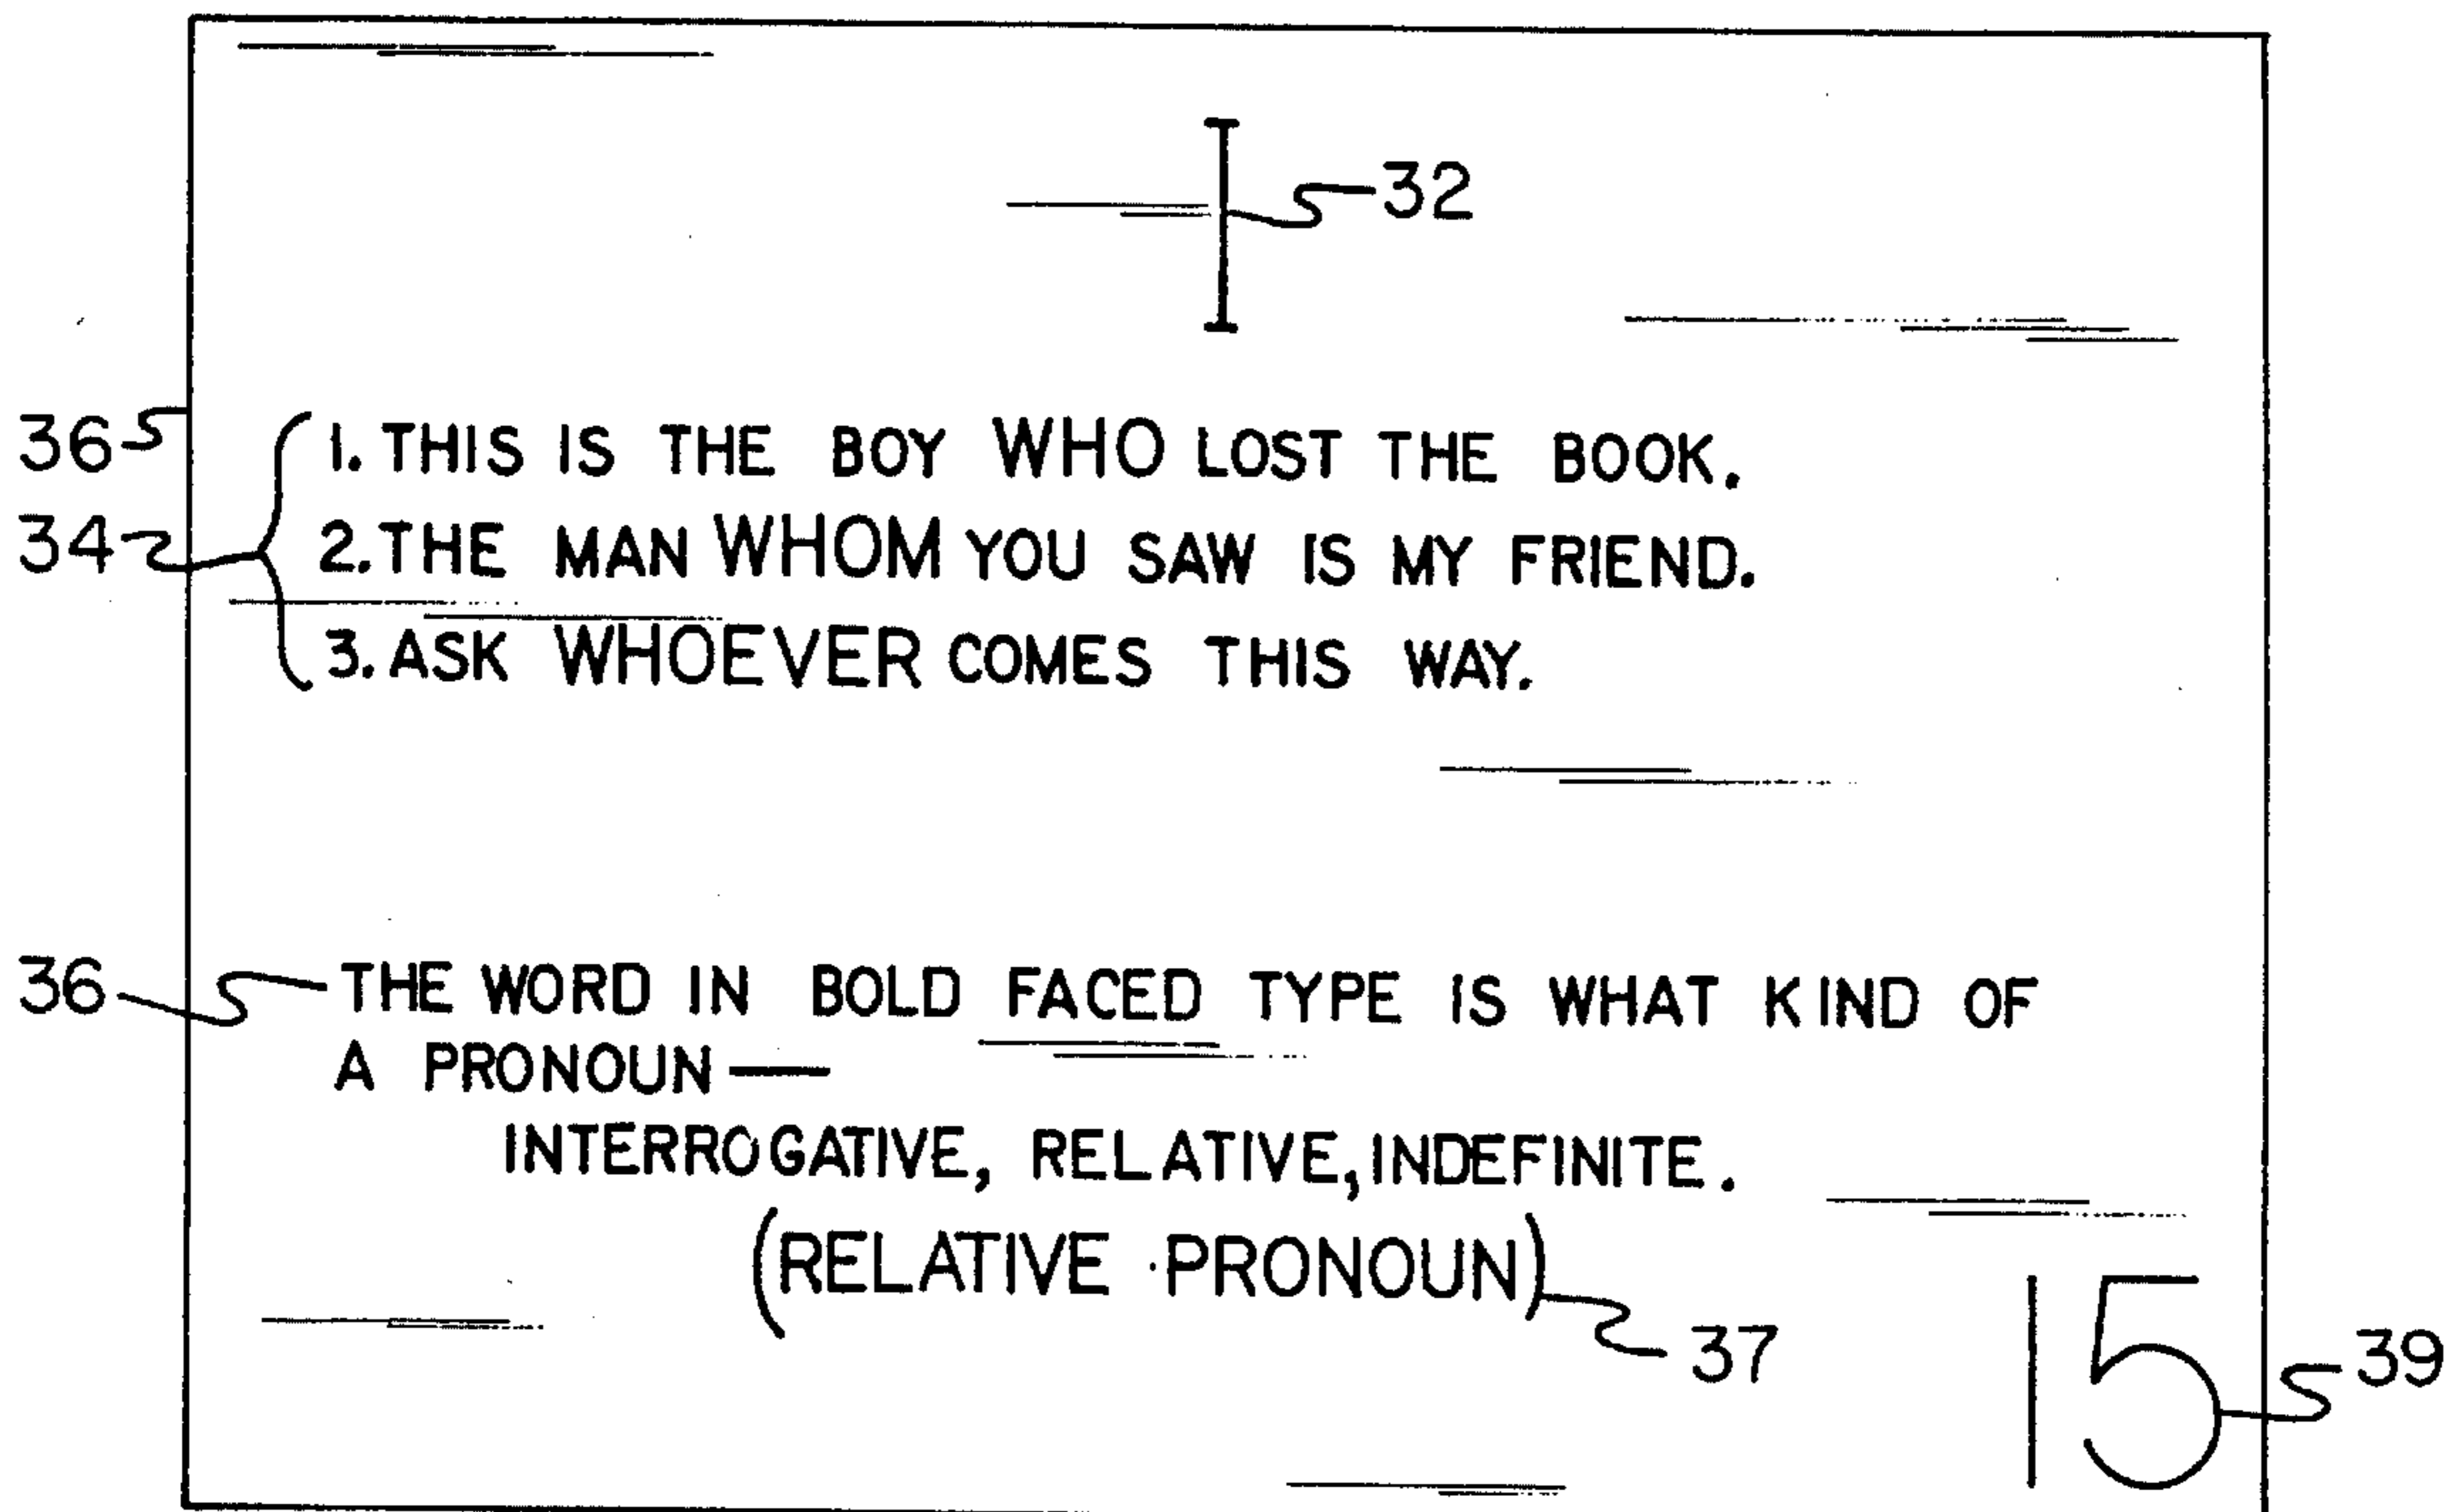 I
32
36
1. THIS IS THE BOY WHO LOST THE BOOK.
34
2. THE MAN WHOM YOU SAW IS MY FRIEND.
3. ASK WHOEVER COMES THIS WAY.
36
THE WORD IN BOLD FACED TYPE IS WHAT KIND OF
A PRONOUN —
INTERROGATIVE, RELATIVE, INDEFINITE.
(RELATIVE PRONOUN)
37
15
39